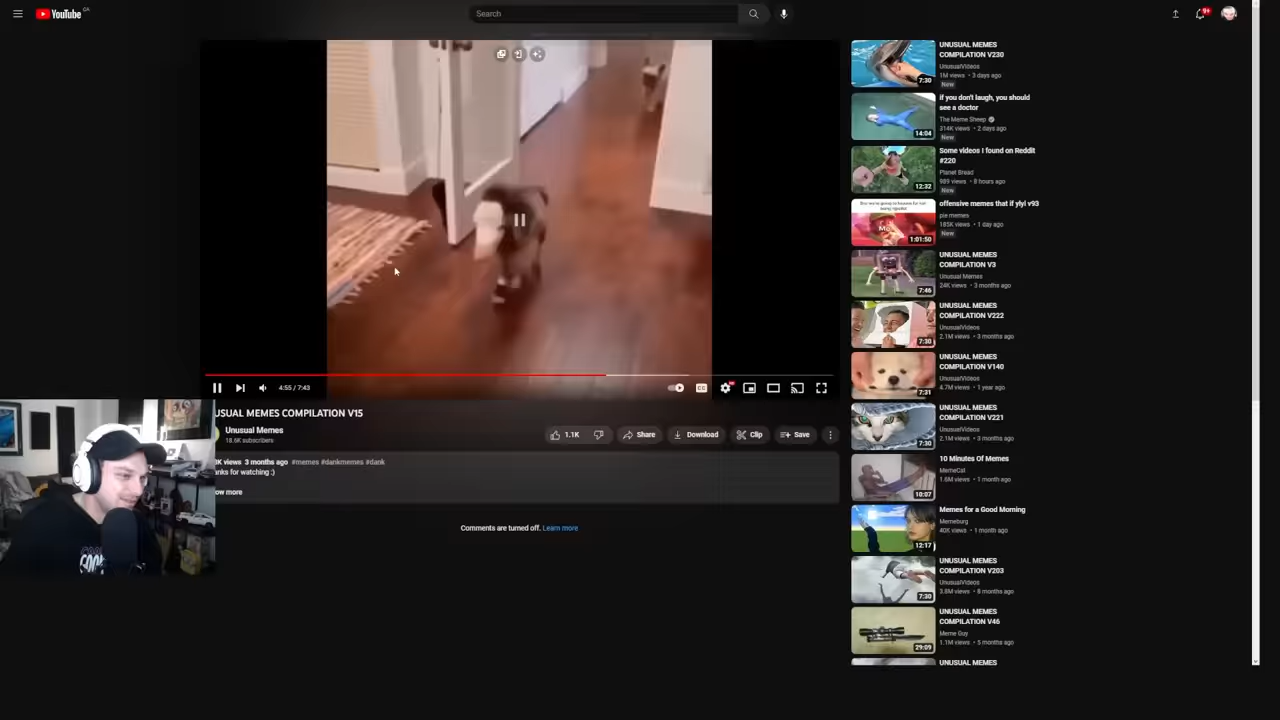 YouTube CA
Search
9+
4:55 / 7:43
USUAL MEMES COMPILATION V15
Unusual Memes
18.6K subscribers
1.1K
Share
Download
Clip
Save
K views 3 months ago #memes #dankmemes #dank
anks for watching :)
ow more
Comments are turned off. Learn more
UNUSUAL MEMES
COMPILATION V230
UnusualVideos
1M views • 3 days ago
New
7:30
if you don't laugh, you should
see a doctor
The Meme Sheep
314K views • 2 days ago
New
14:04
Some videos I found on Reddit
#220
Planet Bread
989 views • 8 hours ago
New
12:32
offensive memes that if ylyl v93
pie memes
185K views • 1 day ago
New
1:01:50
UNUSUAL MEMES
COMPILATION V3
Unusual Memes
24K views • 3 months ago
7:46
UNUSUAL MEMES
COMPILATION V222
UnusualVideos
2.1M views • 3 months ago
7:30
UNUSUAL MEMES
COMPILATION V140
UnusualVideos
4.7M views • 1 year ago
7:31
UNUSUAL MEMES
COMPILATION V221
UnusualVideos
2.1M views • 3 months ago
7:30
10 Minutes Of Memes
MemeCat
1.6M views • 1 month ago
10:07
Memes for a Good Morning
Memeburg
40K views • 1 month ago
12:17
UNUSUAL MEMES
COMPILATION V203
UnusualVideos
3.8M views • 8 months ago
7:30
UNUSUAL MEMES
COMPILATION V46
Meme Guy
1.1M views • 5 months ago
29:09
UNUSUAL MEMES